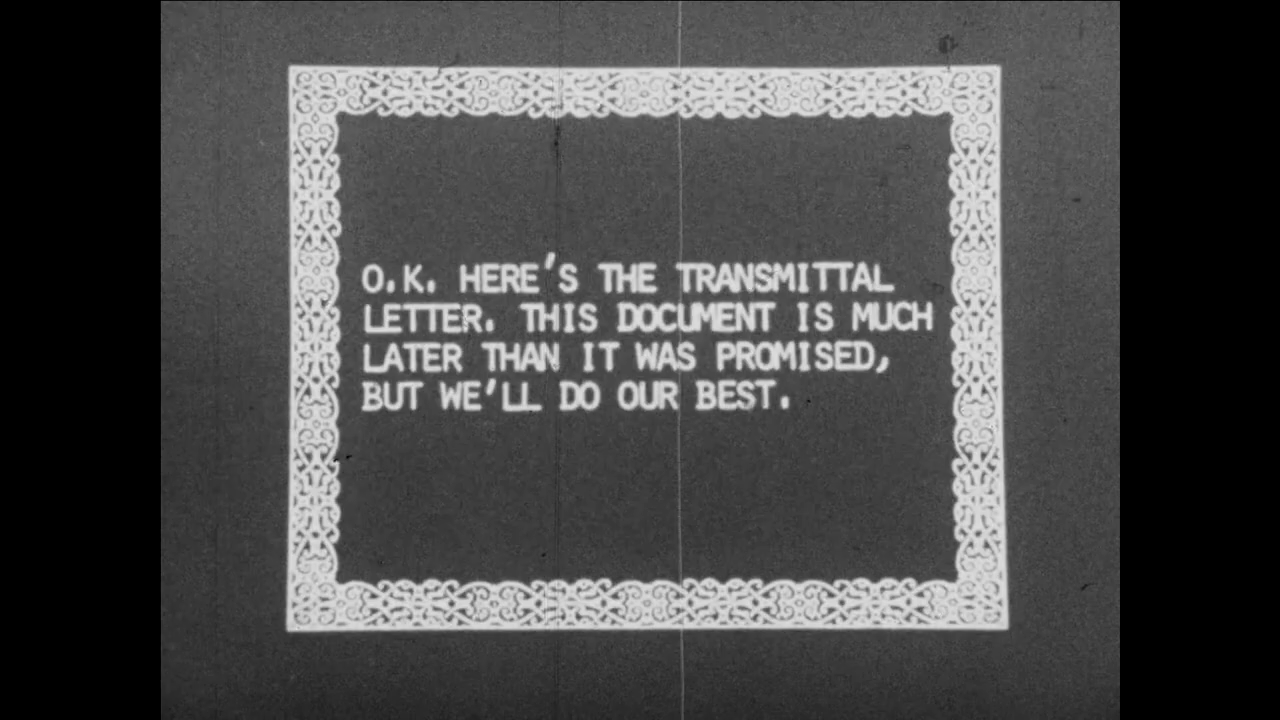 O.K. HERE'S THE TRANSMITTAL
LETTER. THIS DOCUMENT IS MUCH
LATER THAN IT WAS PROMISED,
BUT WE'LL DO OUR BEST.